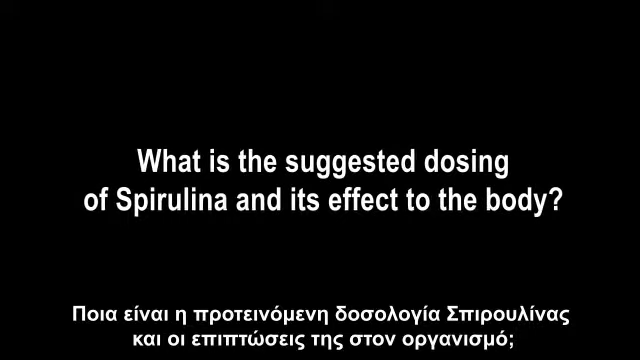 What is the suggested dosing
of Spirulina and its effect to the body?
Ποια είναι η προτεινόμενη δοσολογία Σπιρουλίνας
και οι επιπτώσεις της στον οργανισμό;